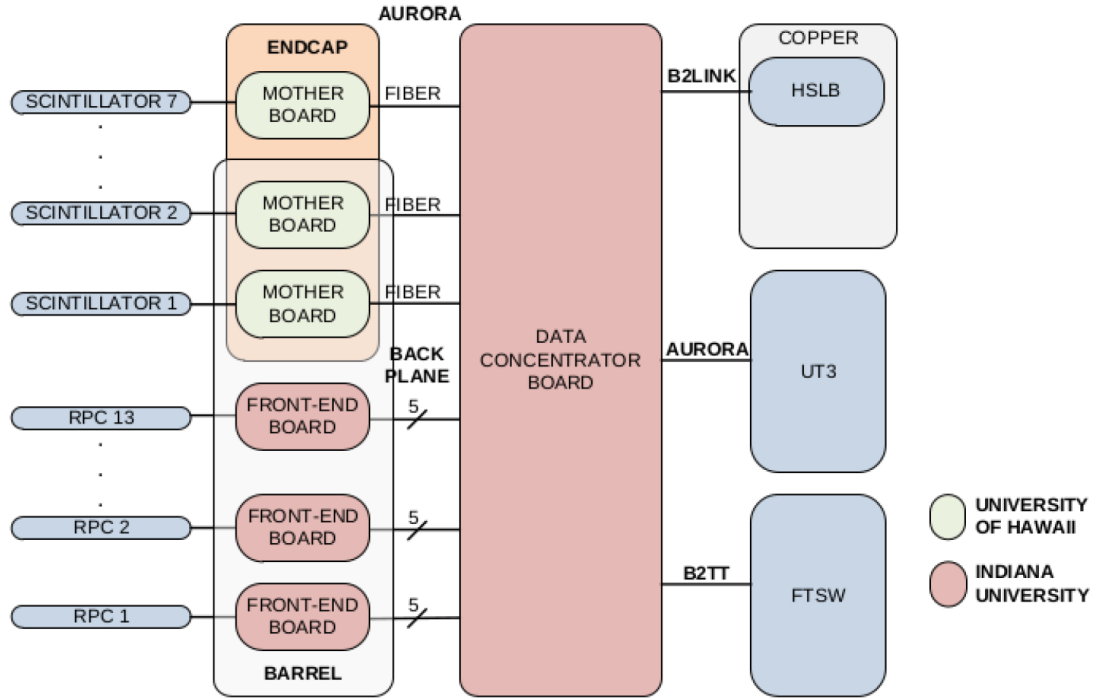 AURORA
ENDCAP
COPPER
SCINTILLATOR 7
MOTHER
BOARD
FIBER
B2LINK
HSLB
SCINTILLATOR 2
MOTHER
BOARD
FIBER
SCINTILLATOR 1
MOTHER
BOARD
FIBER
DATA
CONCENTRATOR
BOARD
AURORA
UT3
BACK
PLANE
RPC 13
FRONT-END
BOARD
5
RPC 2
FRONT-END
BOARD
5
RPC 1
FRONT-END
BOARD
5
BARREL
B2TT
FTSW
UNIVERSITY
OF HAWAII
INDIANA
UNIVERSITY